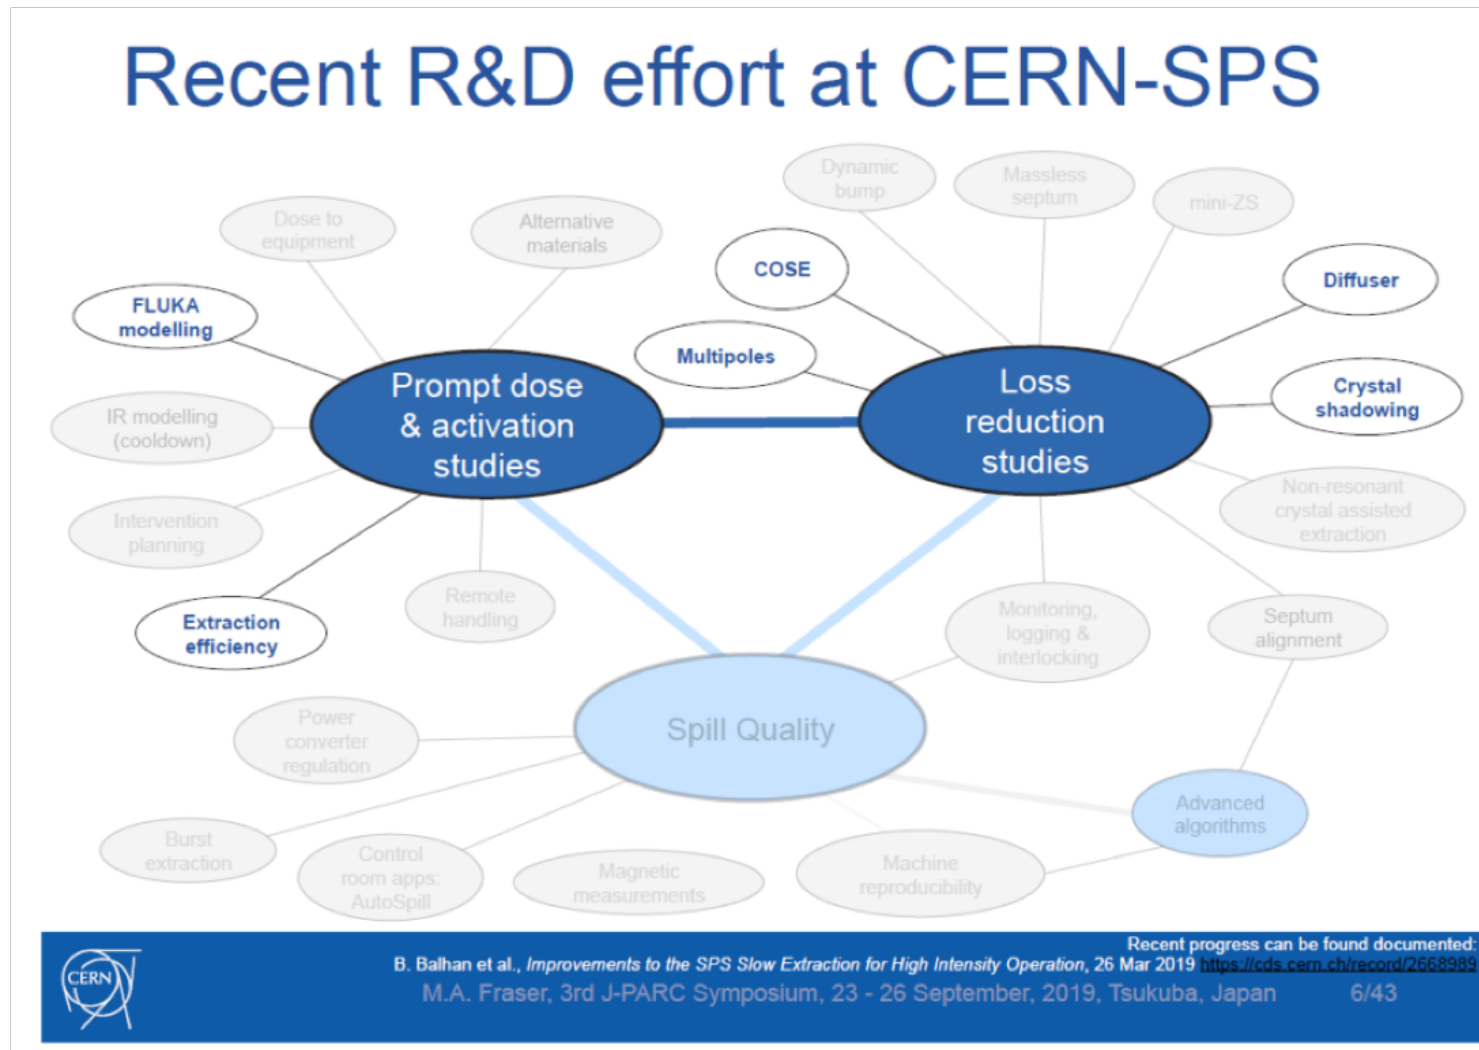 Recent R&D effort at CERN-SPS
Dynamic
bump
Massless
septum
mini-ZS
Dose to
equipment
Alternative
materials
COSE
Diffuser
FLUKA
modelling
Multipoles
Prompt dose
& activation
studies
Loss
reduction
studies
Crystal
shadowing
IR modelling
(cooldown)
Intervention
planning
Non-resonant
crystal assisted
extraction
Extraction
efficiency
Remote
handling
Monitoring,
logging &
interlocking
Septum
alignment
Power
converter
regulation
Spill Quality
Advanced
algorithms
Burst
extraction
Control
room apps:
AutoSpill
Magnetic
measurements
Machine
reproducibility
CERN
Recent progress can be found documented:
B. Balhan et al., Improvements to the SPS Slow Extraction for High Intensity Operation, 26 Mar 2019 https://cds.cern.ch/record/2668989
M.A. Fraser, 3rd J-PARC Symposium, 23 - 26 September, 2019, Tsukuba, Japan 6/43